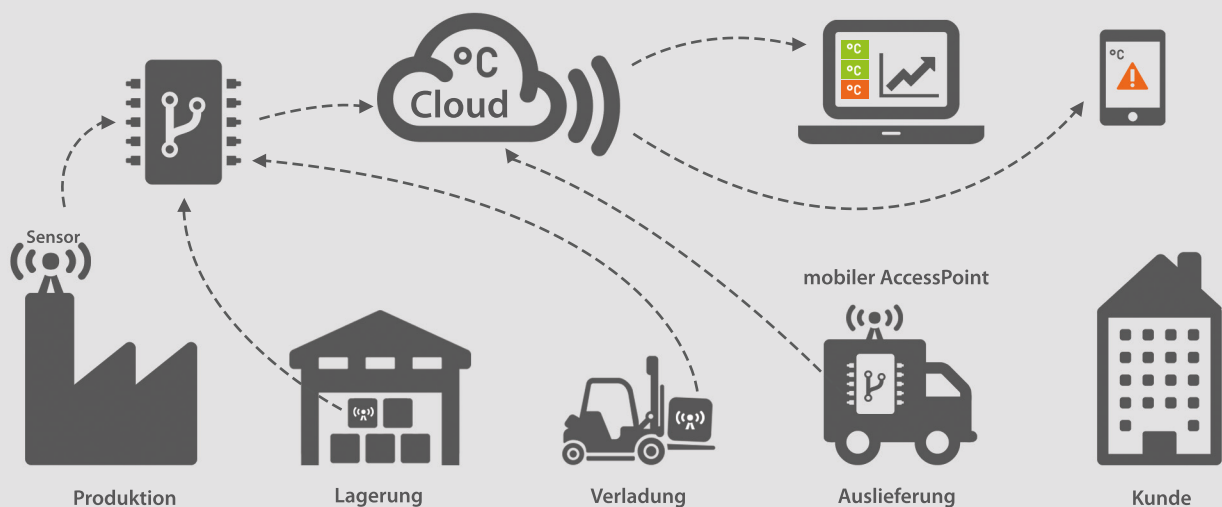 °C
Cloud
°C
°C
°C
°C
Sensor
mobiler AccessPoint
Produktion
Lagerung
Verladung
Auslieferung
Kunde